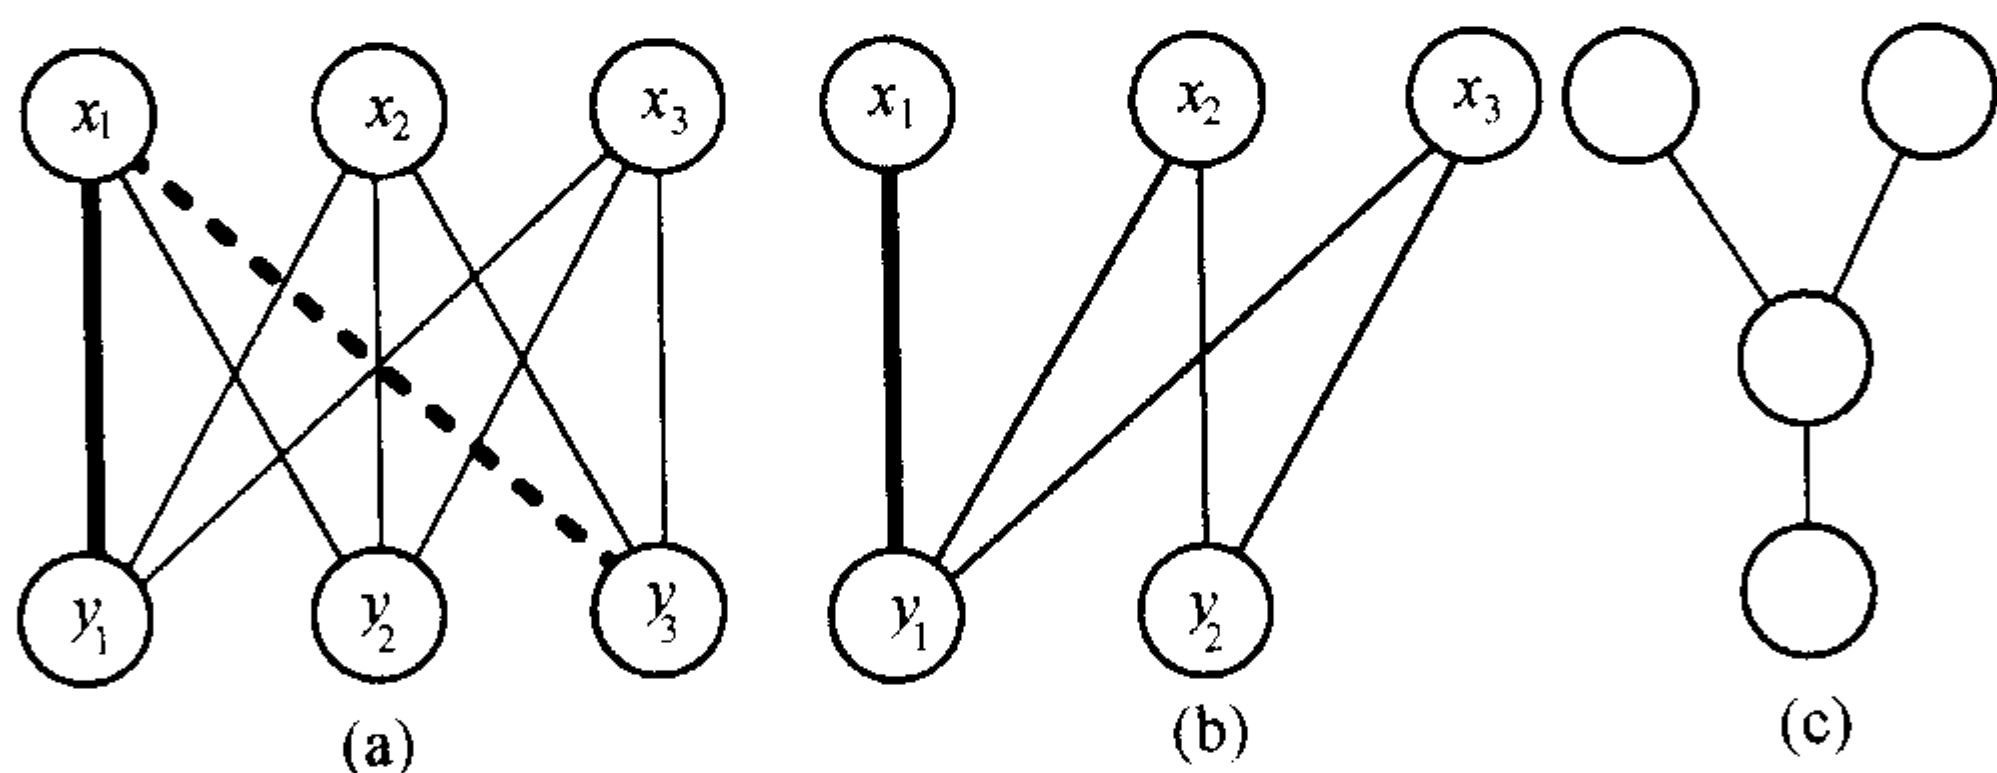 x₁ x₂ x₃ x₁ x₂ x₃
y₁ y₂ y₃ y₁ y₂
(a) (b) (c)